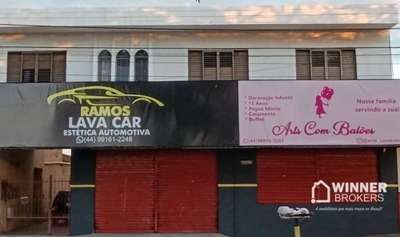 RAMOS
LAVA CAR
ESTÉTICA AUTOMOTIVA
(44) 99161-2248
• Decoração Infantil
• 15 Anos
• Pegue Monte
• Casamento
• Buffet
Nossa família
servindo a sua!
Arts Com Balões
WINNER
BROKERS